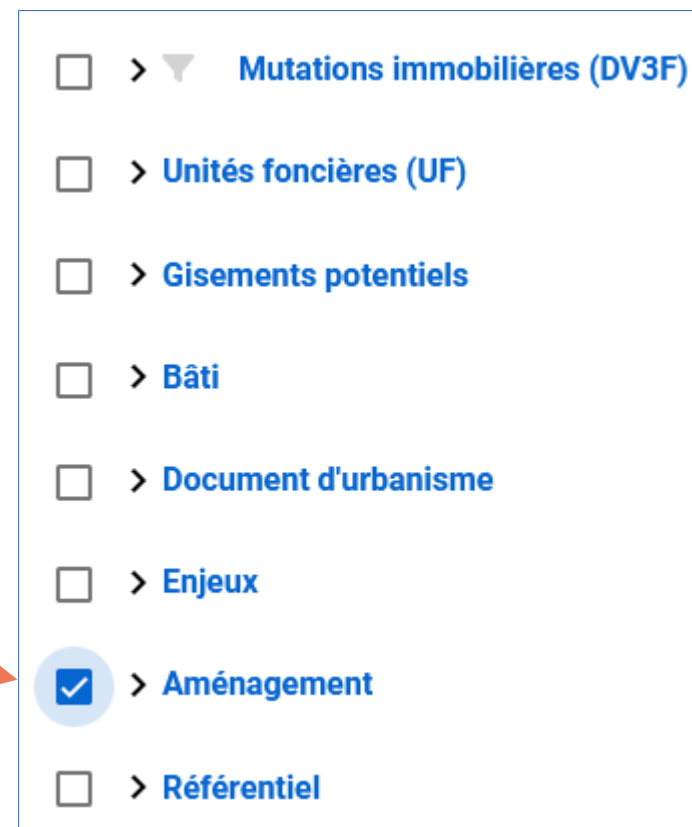 Mutations immobilières (DV3F)
Unités foncières (UF)
Gisements potentiels
Bâti
Document d'urbanisme
Enjeux
Aménagement
Référentiel